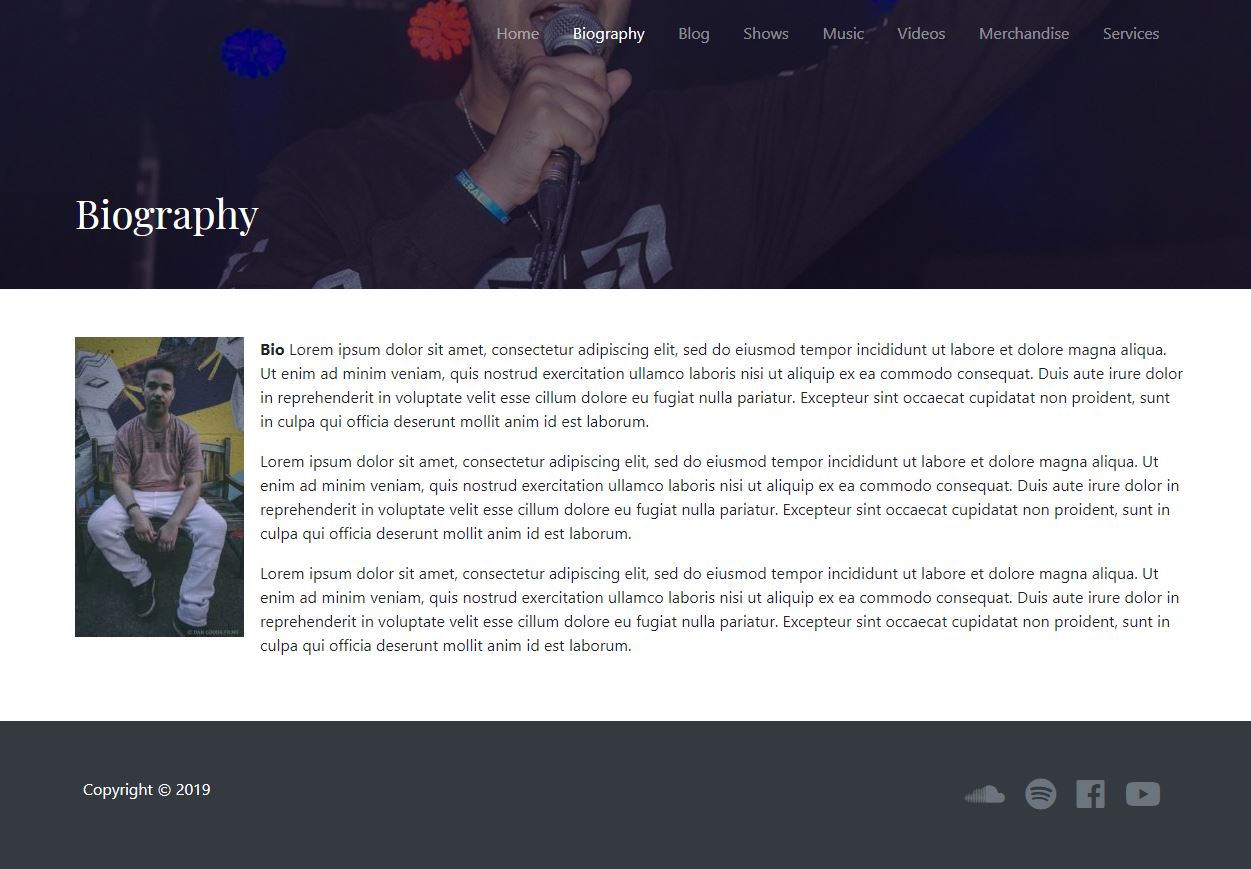 Home Biography Blog Shows Music Videos Merchandise Services
Biography
Bio Lorem ipsum dolor sit amet, consectetur adipiscing elit, sed do eiusmod tempor incididunt ut labore et dolore magna aliqua.
Ut enim ad minim veniam, quis nostrud exercitation ullamco laboris nisi ut aliquip ex ea commodo consequat. Duis aute irure dolor
in reprehenderit in voluptate velit esse cillum dolore eu fugiat nulla pariatur. Excepteur sint occaecat cupidatat non proident, sunt
in culpa qui officia deserunt mollit anim id est laborum.
Lorem ipsum dolor sit amet, consectetur adipiscing elit, sed do eiusmod tempor incididunt ut labore et dolore magna aliqua. Ut
enim ad minim veniam, quis nostrud exercitation ullamco laboris nisi ut aliquip ex ea commodo consequat. Duis aute irure dolor in
reprehenderit in voluptate velit esse cillum dolore eu fugiat nulla pariatur. Excepteur sint occaecat cupidatat non proident, sunt in
culpa qui officia deserunt mollit anim id est laborum.
Lorem ipsum dolor sit amet, consectetur adipiscing elit, sed do eiusmod tempor incididunt ut labore et dolore magna aliqua. Ut
enim ad minim veniam, quis nostrud exercitation ullamco laboris nisi ut aliquip ex ea commodo consequat. Duis aute irure dolor in
reprehenderit in voluptate velit esse cillum dolore eu fugiat nulla pariatur. Excepteur sint occaecat cupidatat non proident, sunt in
culpa qui officia deserunt mollit anim id est laborum.
Copyright © 2019